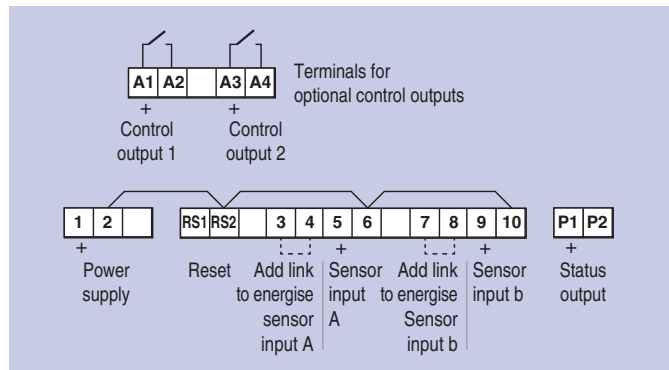 A1 A2 A3 A4
Terminals for
optional control outputs
+ +
Control Control
output 1 output 2
1 2 RS1 RS2 3 4 5 6 7 8 9 10 P1 P2
+ + + +
Power Reset Add link Sensor Add link Sensor Status
supply to energise input to energise input b output
sensor A Sensor
input A input b